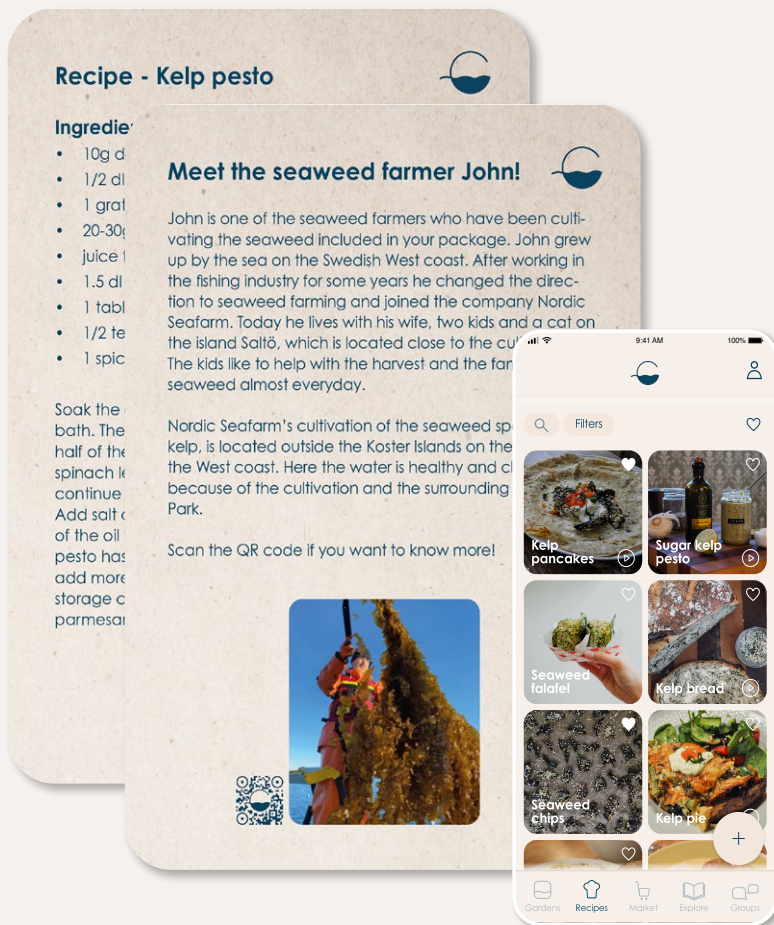 Recipe - Kelp pesto
Ingredie
10g d
1/2 dl
1 grat
20-30g
juice
1.5 dl
1 tabl
1/2 te
1 spic
Soak the
bath. The
half of the
spinach le
continue
Add salt
of the oil
pesto has
add more
storage c
parmesan
Meet the seaweed farmer John!
John is one of the seaweed farmers who have been culti-
vating the seaweed included in your package. John grew
up by the sea on the Swedish West coast. After working in
the fishing industry for some years he changed the direc-
tion to seaweed farming and joined the company Nordic
Seafarm. Today he lives with his wife, two kids and a cat on
the island Saltö, which is located close to the cul
The kids like to help with the harvest and the fam
seaweed almost everyday.
Nordic Seafarm's cultivation of the seaweed spe
kelp, is located outside the Koster Islands on the
the West coast. Here the water is healthy and cl
because of the cultivation and the surrounding
Park.
Scan the QR code if you want to know more!
9:41 AM
100%
Filters
Kelp
pancakes
Sugar kelp
pesto
Seaweed
falafel
Kelp bread
Seaweed
chips
Kelp pie
+
Gardens
Recipes
Market
Explore
Groups